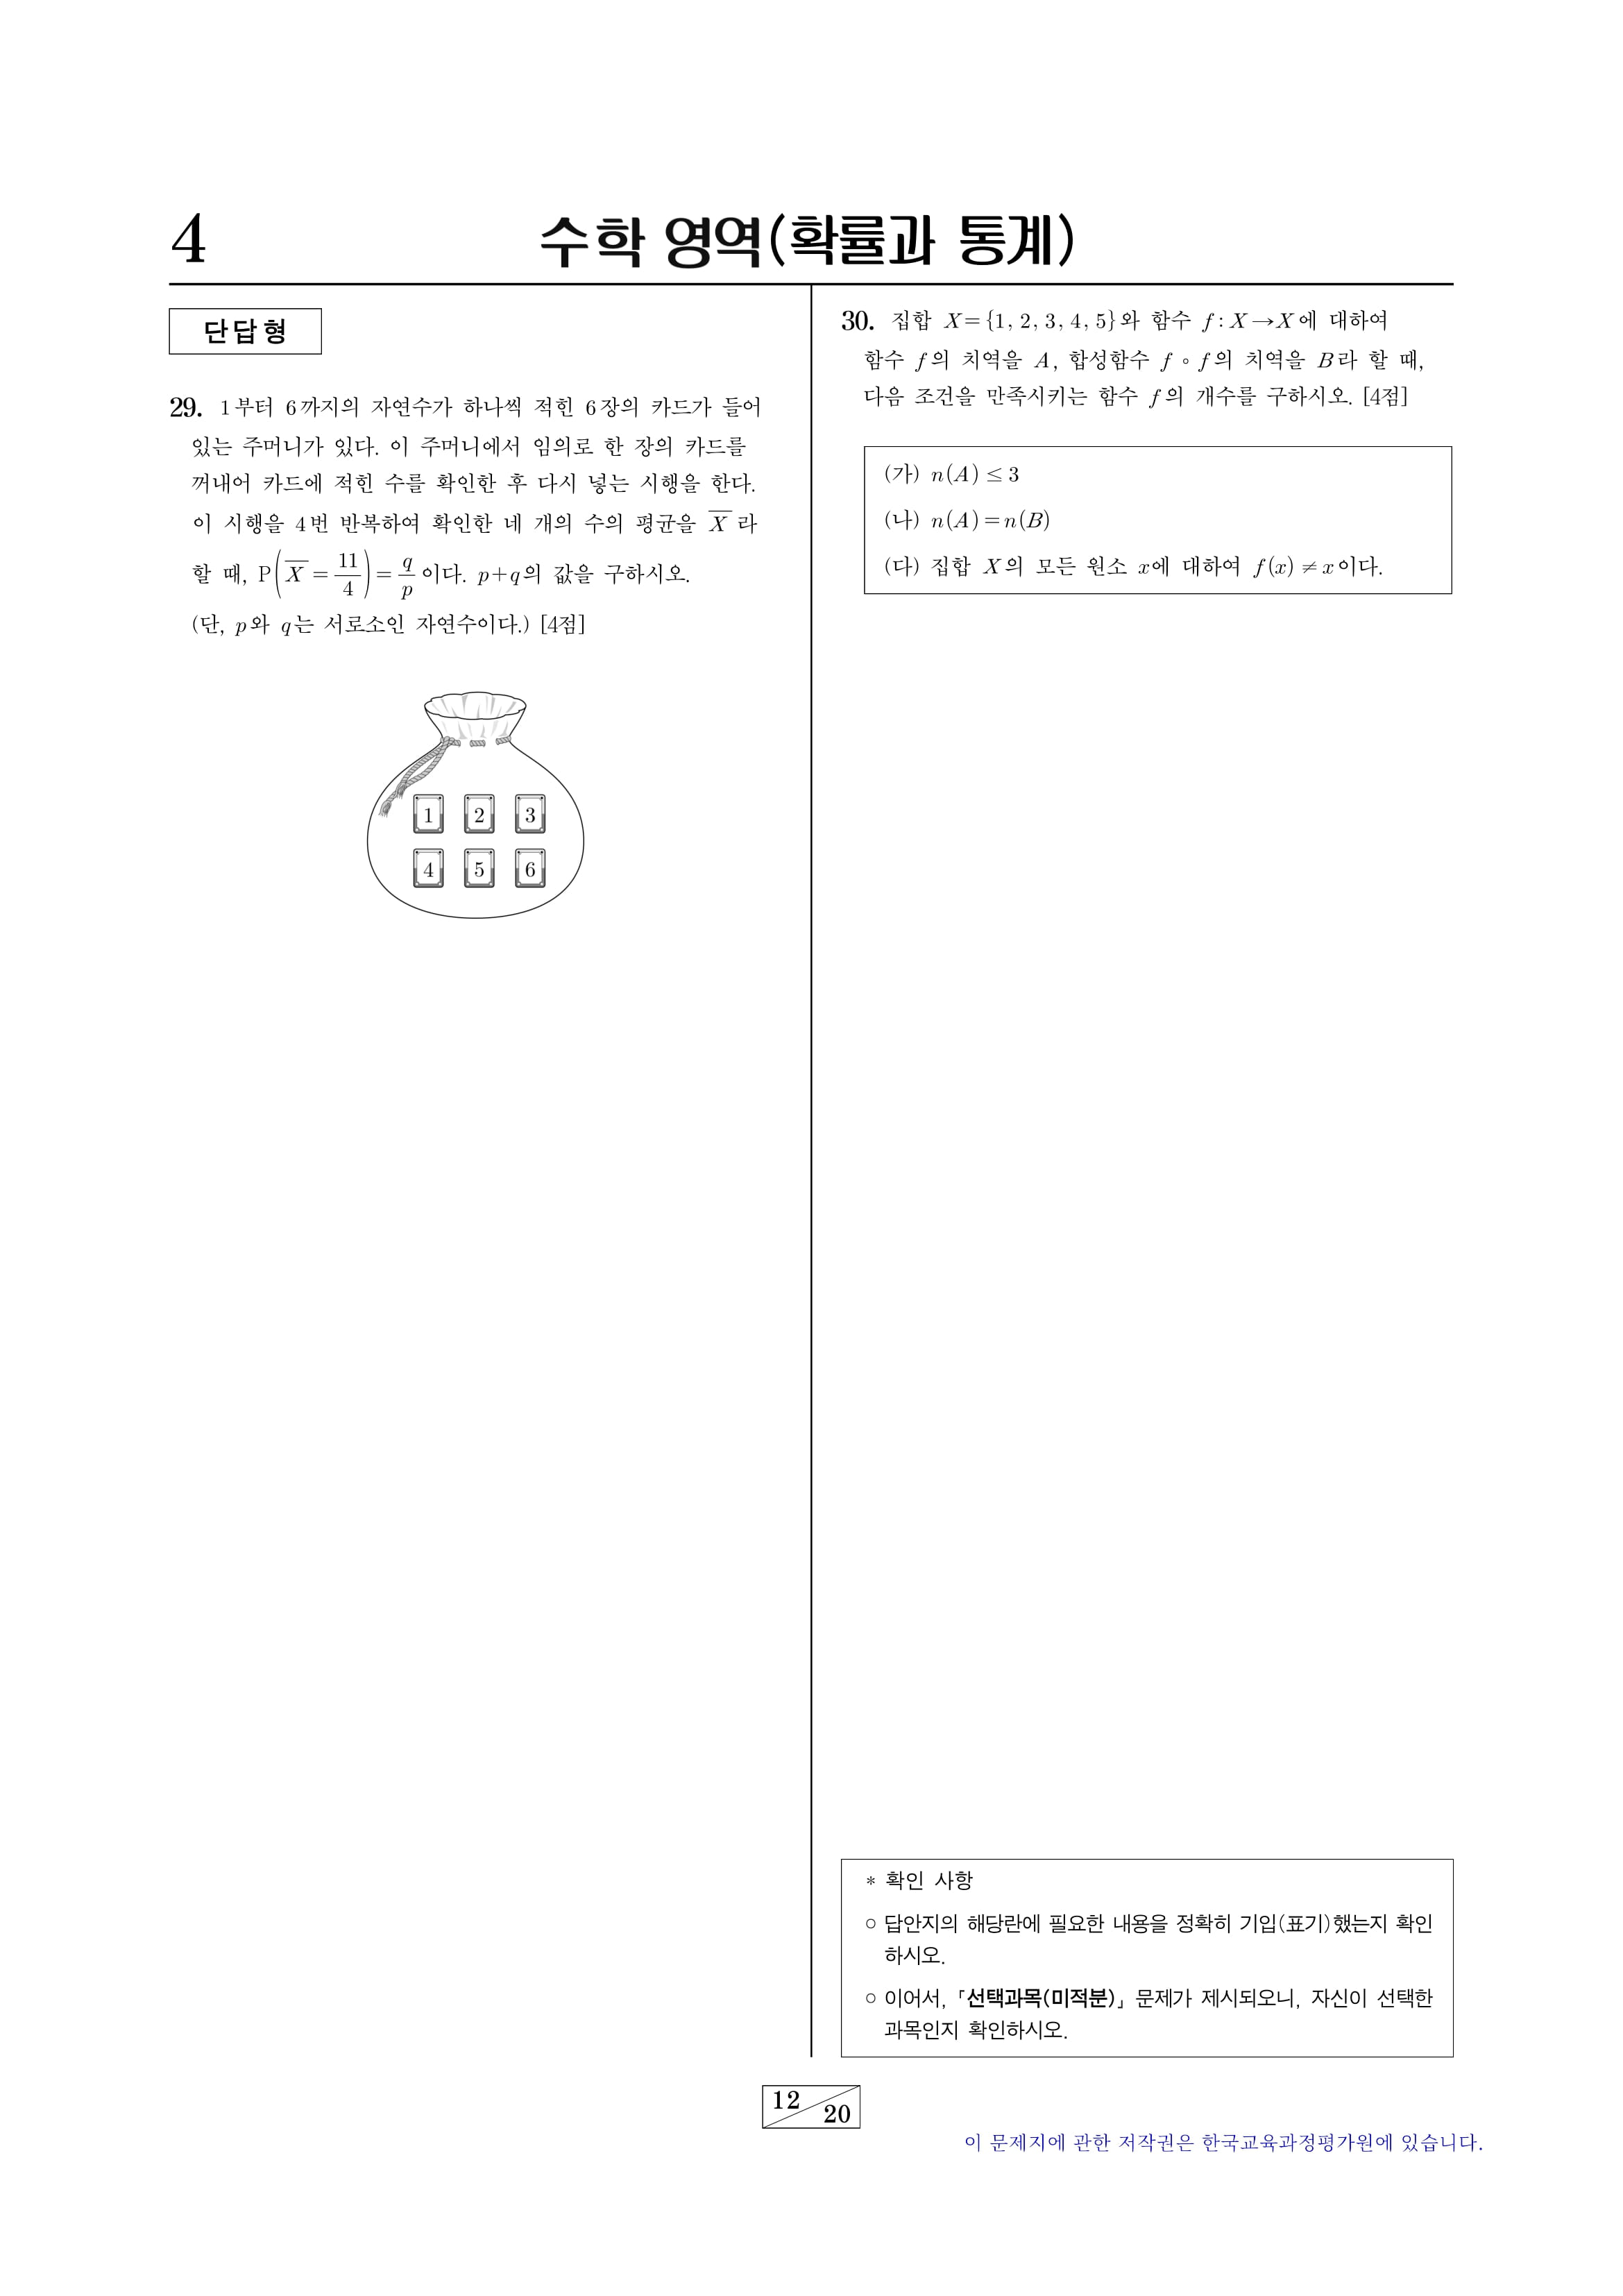 4
수학 영역(확률과 통계)
단답형
29. 1부터 6까지의 자연수가 하나씩 적힌 6장의 카드가 들어
있는 주머니가 있다. 이 주머니에서 임의로 한 장의 카드를
꺼내어 카드에 적힌 수를 확인한 후 다시 넣는 시행을 한다.
이 시행을 4번 반복하여 확인한 네 개의 수의 평균을 X̅ 라
할 때, P(X̅ = 11/4) = q/p 이다. p+q의 값을 구하시오.
(단, p와 q는 서로소인 자연수이다.) [4점]
1 2 3
4 5 6
30. 집합 X={1, 2, 3, 4, 5}와 함수 f : X→X에 대하여
함수 f의 치역을 A, 합성함수 f∘f의 치역을 B라 할 때,
다음 조건을 만족시키는 함수 f의 개수를 구하시오. [4점]
(가) n(A) ≤ 3
(나) n(A) = n(B)
(다) 집합 X의 모든 원소 x에 대하여 f(x) ≠ x이다.
* 확인 사항
○ 답안지의 해당란에 필요한 내용을 정확히 기입(표기)했는지 확인
하시오.
○ 이어서, 「선택과목(미적분)」 문제가 제시되오니, 자신이 선택한
과목인지 확인하시오.
12
20
이 문제지에 관한 저작권은 한국교육과정평가원에 있습니다.